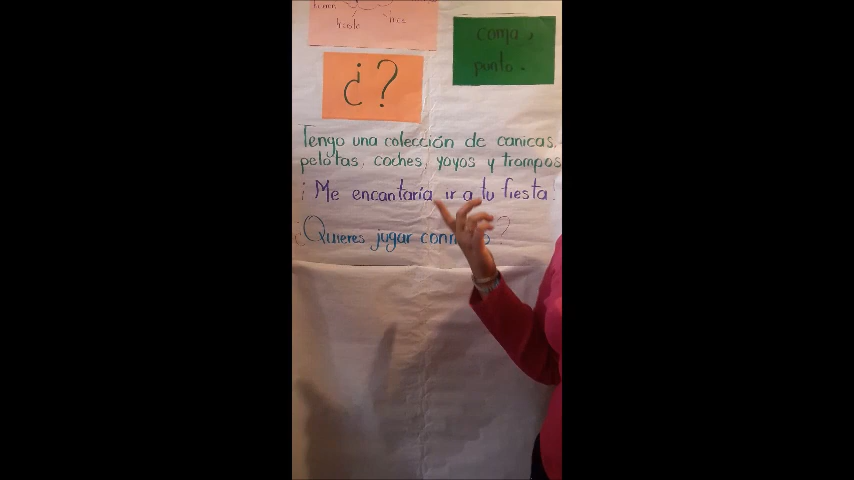 coma ,
punto .
¿?
Tengo una colección de canicas,
pelotas, coches, yoyos y trompos
¡Me encantaría ir a tu fiesta!
¿Quieres jugar ?